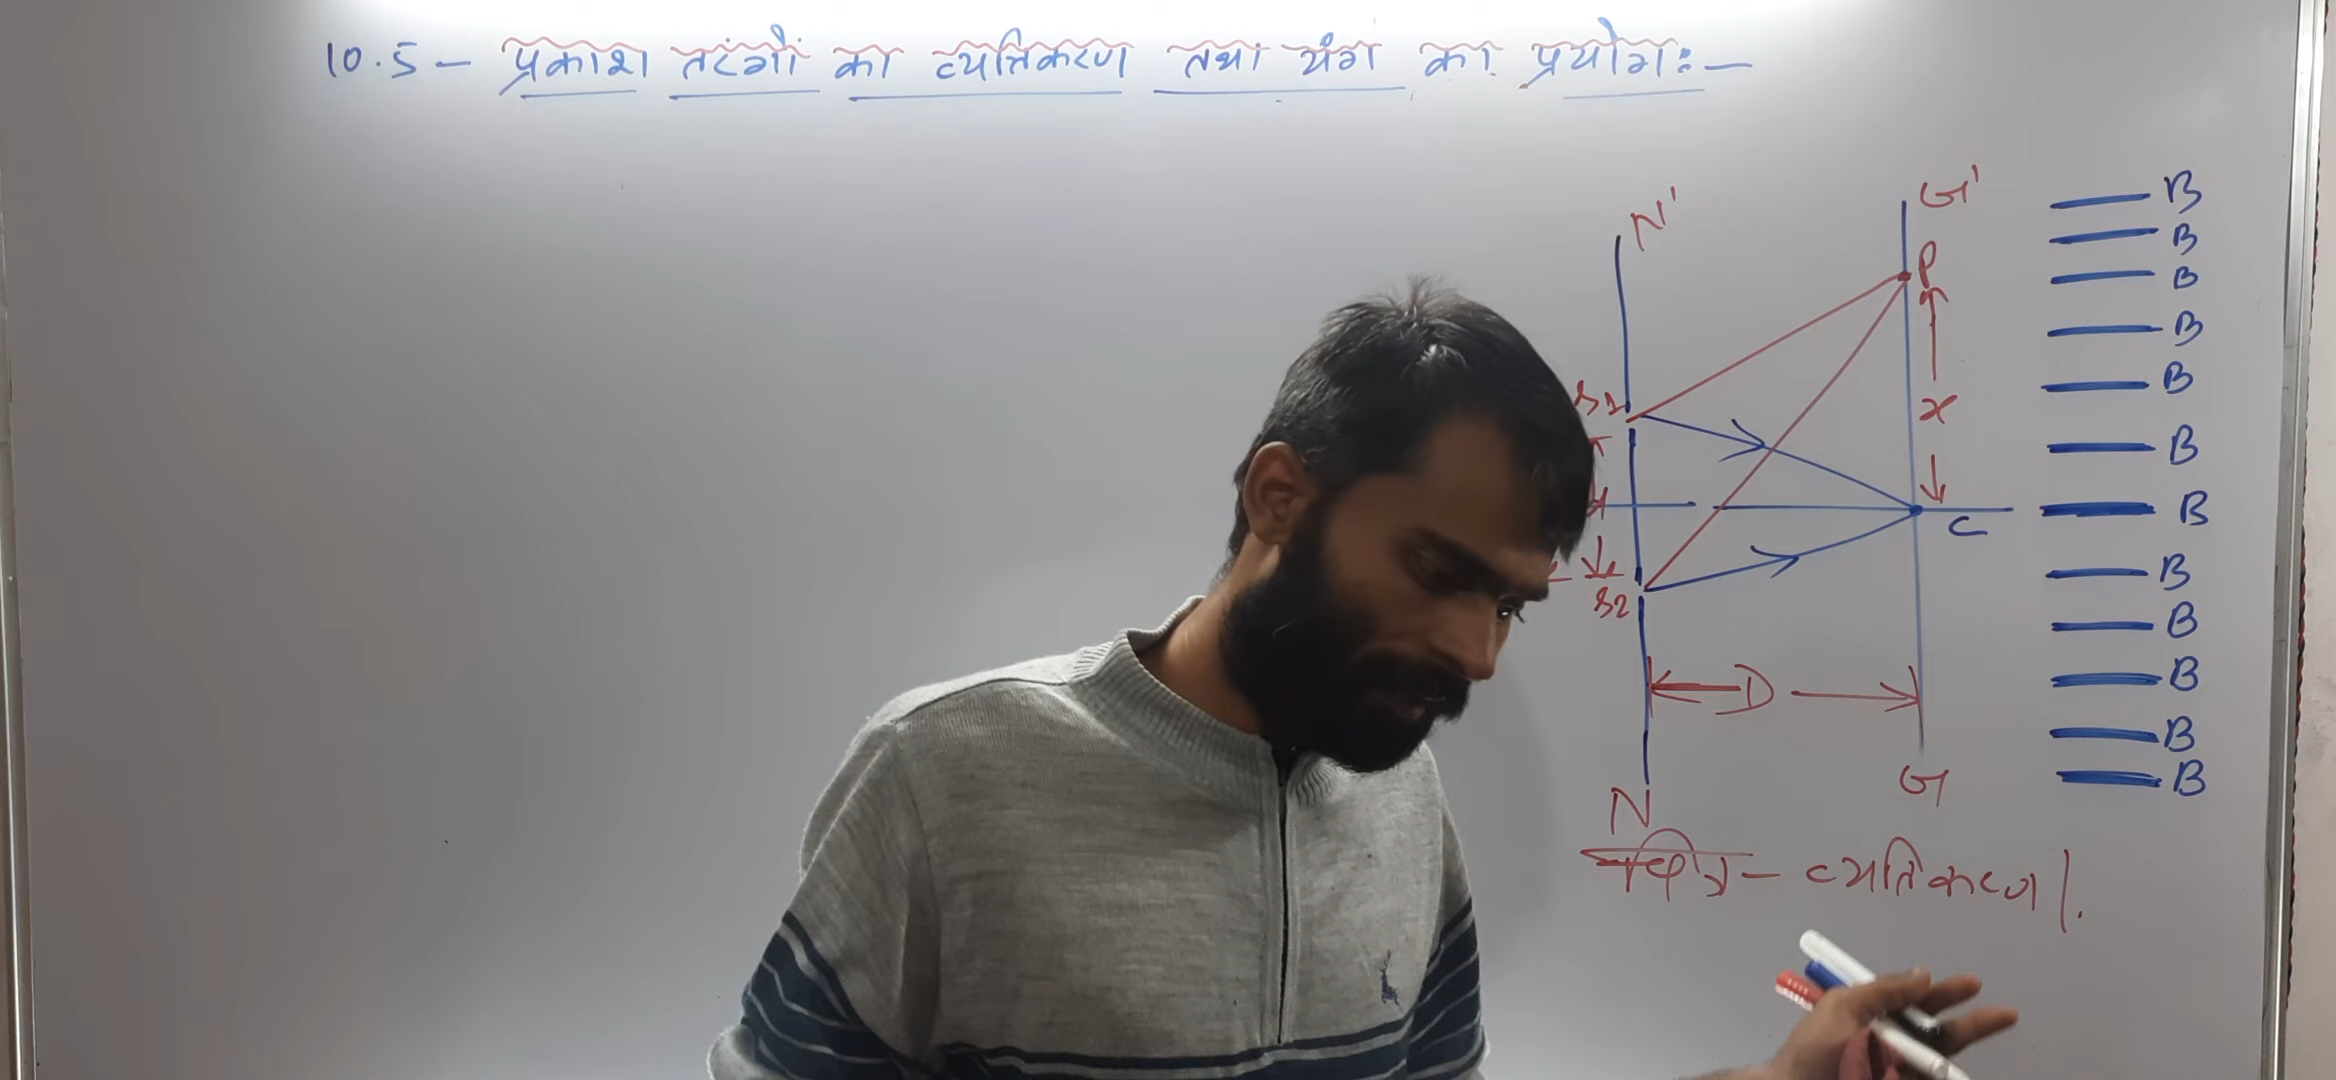 10.5 - प्रकाश तरंगों का व्यतिकरण तथा यंग का प्रयोग :-
N'
G'
P
x
S1
d
C
S2
D
N
G
B
B
B
B
B
B
B
B
B
B
B
B
- व्यतिकरण ।.